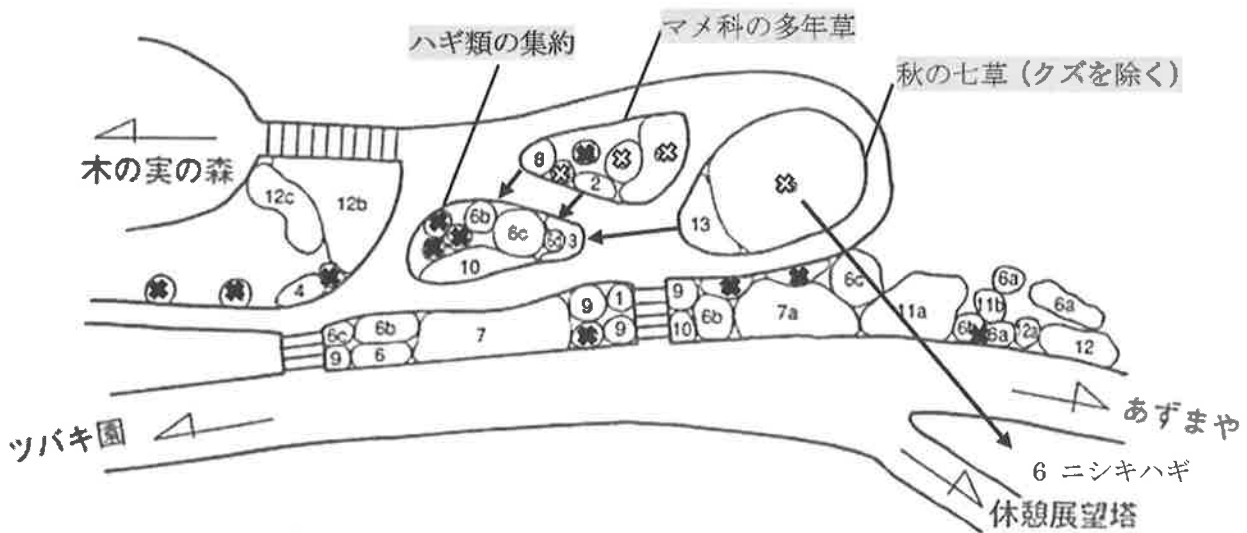 ハギ類の集約
マメ科の多年草
秋の七草（クズを除く）
木の実の森
12c
12b
4
8
2
6b
6c
3
10
13
6c
6b
9
6
7
9
1
9
9
10
6b
7a
6c
11a
6a
11b
6a
6a
12a
12
ツバキ園
あずまや
6 ニシキハギ
休憩展望塔